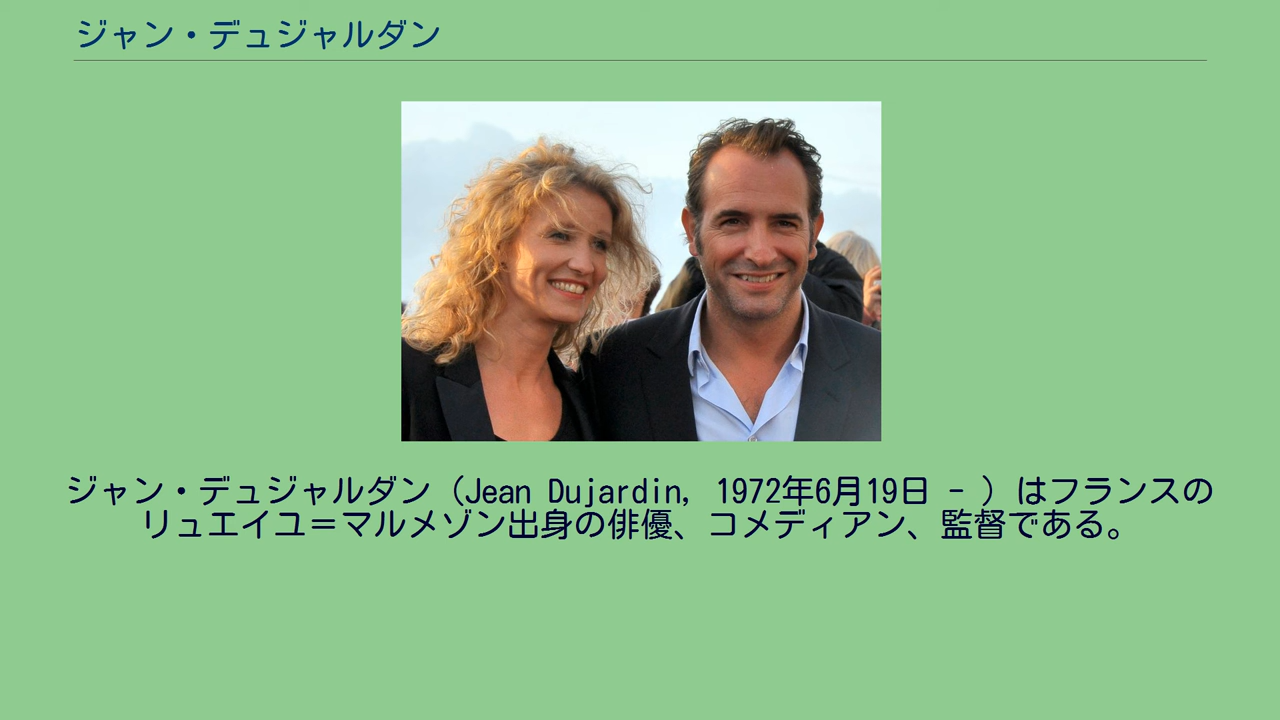 ジャン・デュジャルダン
ジャン・デュジャルダン（Jean Dujardin, 1972年6月19日 - ）はフランスの
リュエイユ＝マルメゾン出身の俳優、コメディアン、監督である。